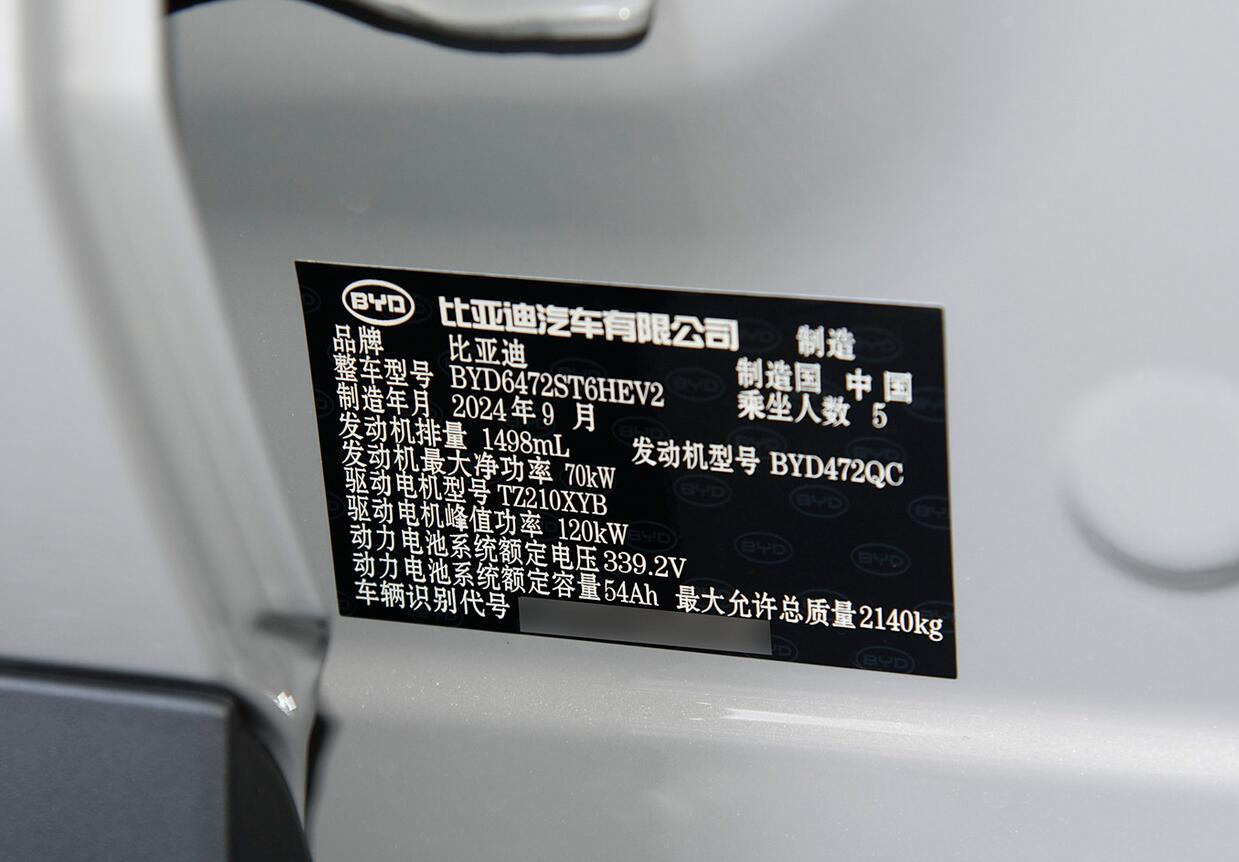 BYD 比亚迪汽车有限公司 制造
品牌 比亚迪 制造国 中国
整车型号 BYD6472ST6HEV2 乘坐人数 5
制造年月 2024年9月
发动机排量 1498mL 发动机型号 BYD472QC
发动机最大净功率 70kW
驱动电机型号 TZ210XYB
驱动电机峰值功率 120kW
动力电池系统额定电压 339.2V
动力电池系统额定容量 54Ah 最大允许总质量 2140kg
车辆识别代号